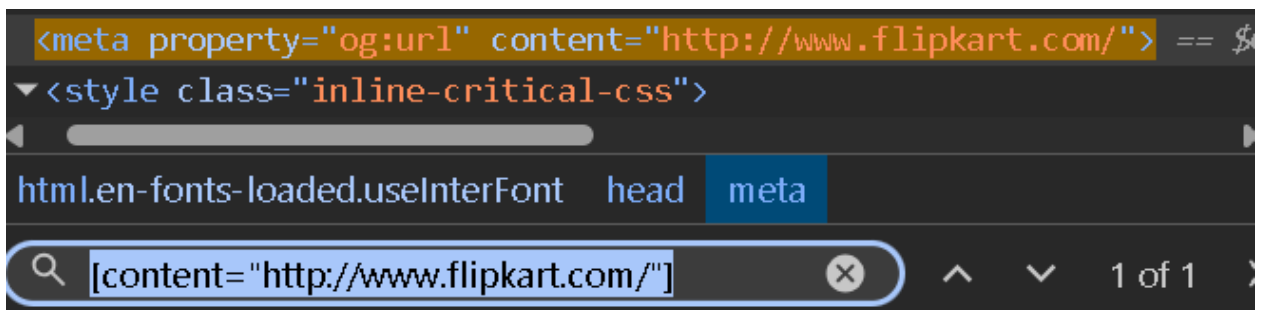 <meta property="og:url" content="http://www.flipkart.com/"> ==
<style class="inline-critical-css">
html.en-fonts-loaded.useInterFont head meta
[content="http://www.flipkart.com/"] 1 of 1